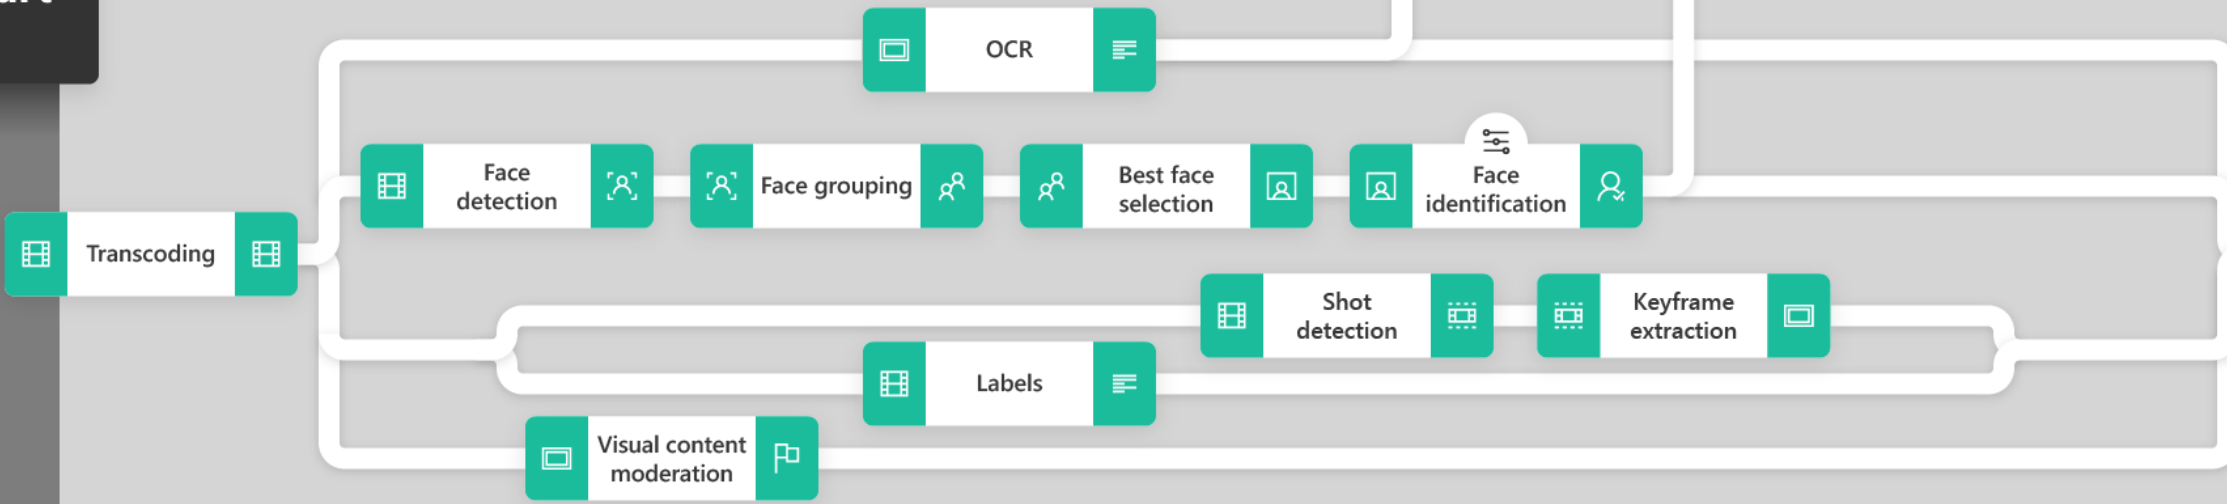 OCR
Face
detection
Face grouping
Best face
selection
Face
identification
Transcoding
Shot
detection
Keyframe
extraction
Labels
Visual content
moderation